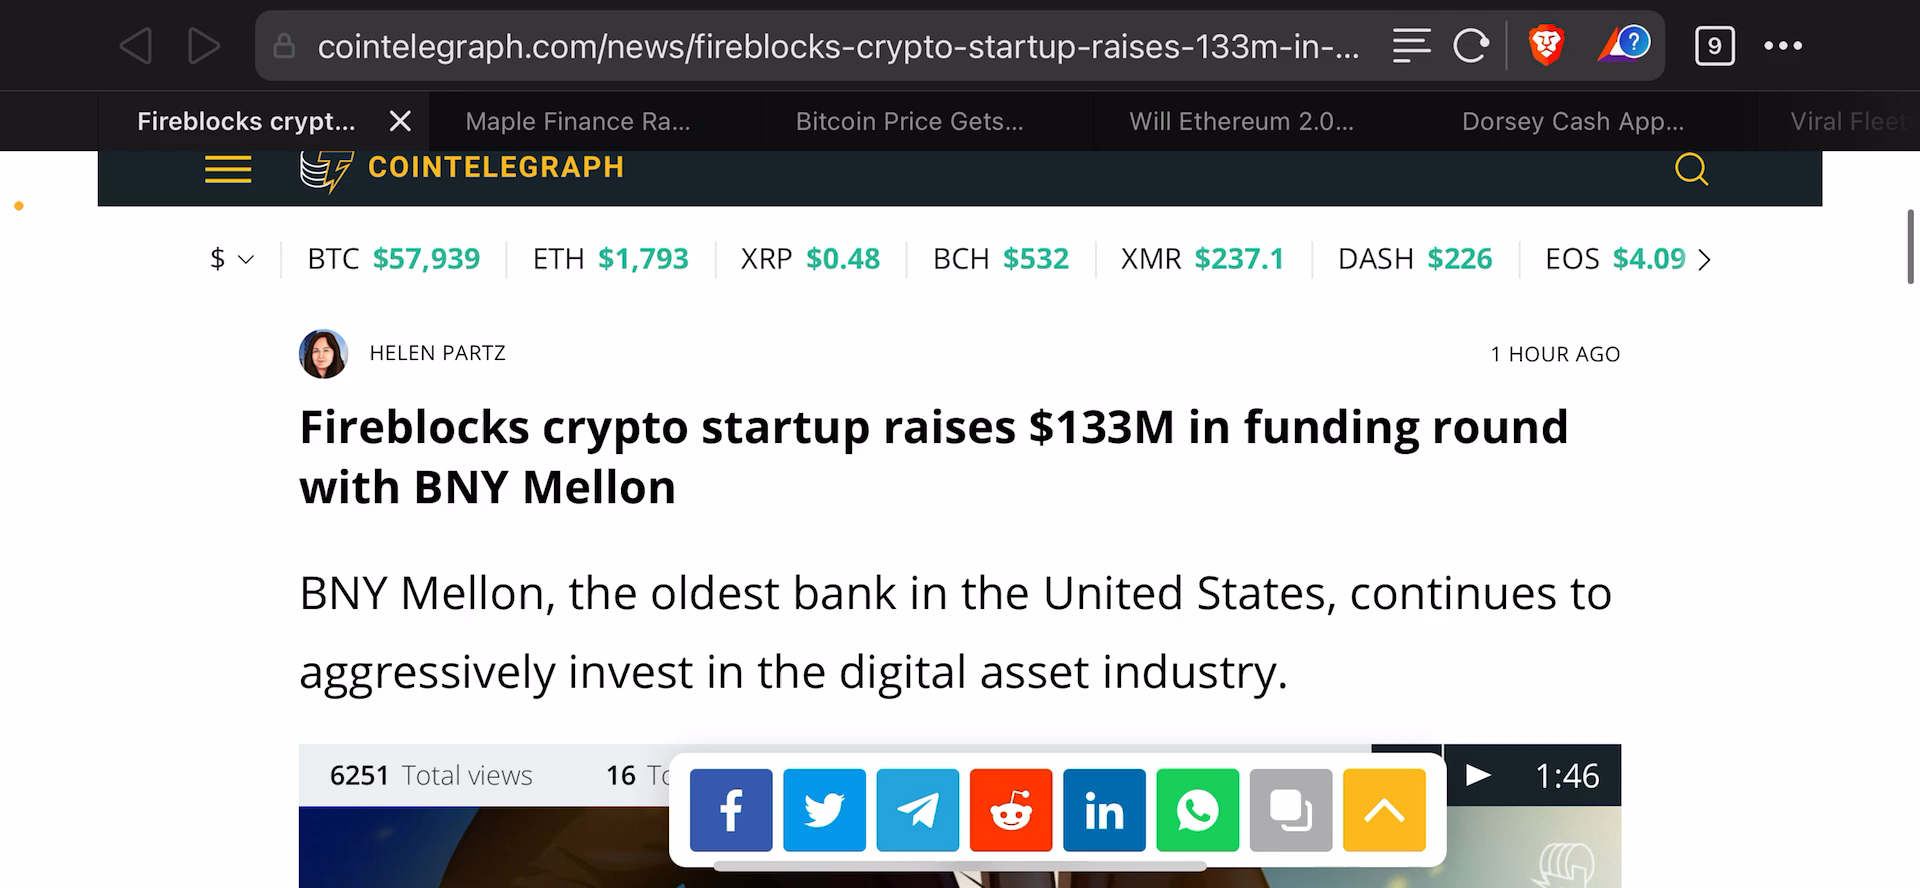 cointelegraph.com/news/fireblocks-crypto-startup-raises-133m-in-...
9
Fireblocks crypt...
Maple Finance Ra...
Bitcoin Price Gets...
Will Ethereum 2.0...
Dorsey Cash App...
Viral Fleet
COINTELEGRAPH
$ BTC $57,939 ETH $1,793 XRP $0.48 BCH $532 XMR $237.1 DASH $226 EOS $4.09
HELEN PARTZ
1 HOUR AGO
Fireblocks crypto startup raises $133M in funding round
with BNY Mellon
BNY Mellon, the oldest bank in the United States, continues to
aggressively invest in the digital asset industry.
6251 Total views
16
1:46